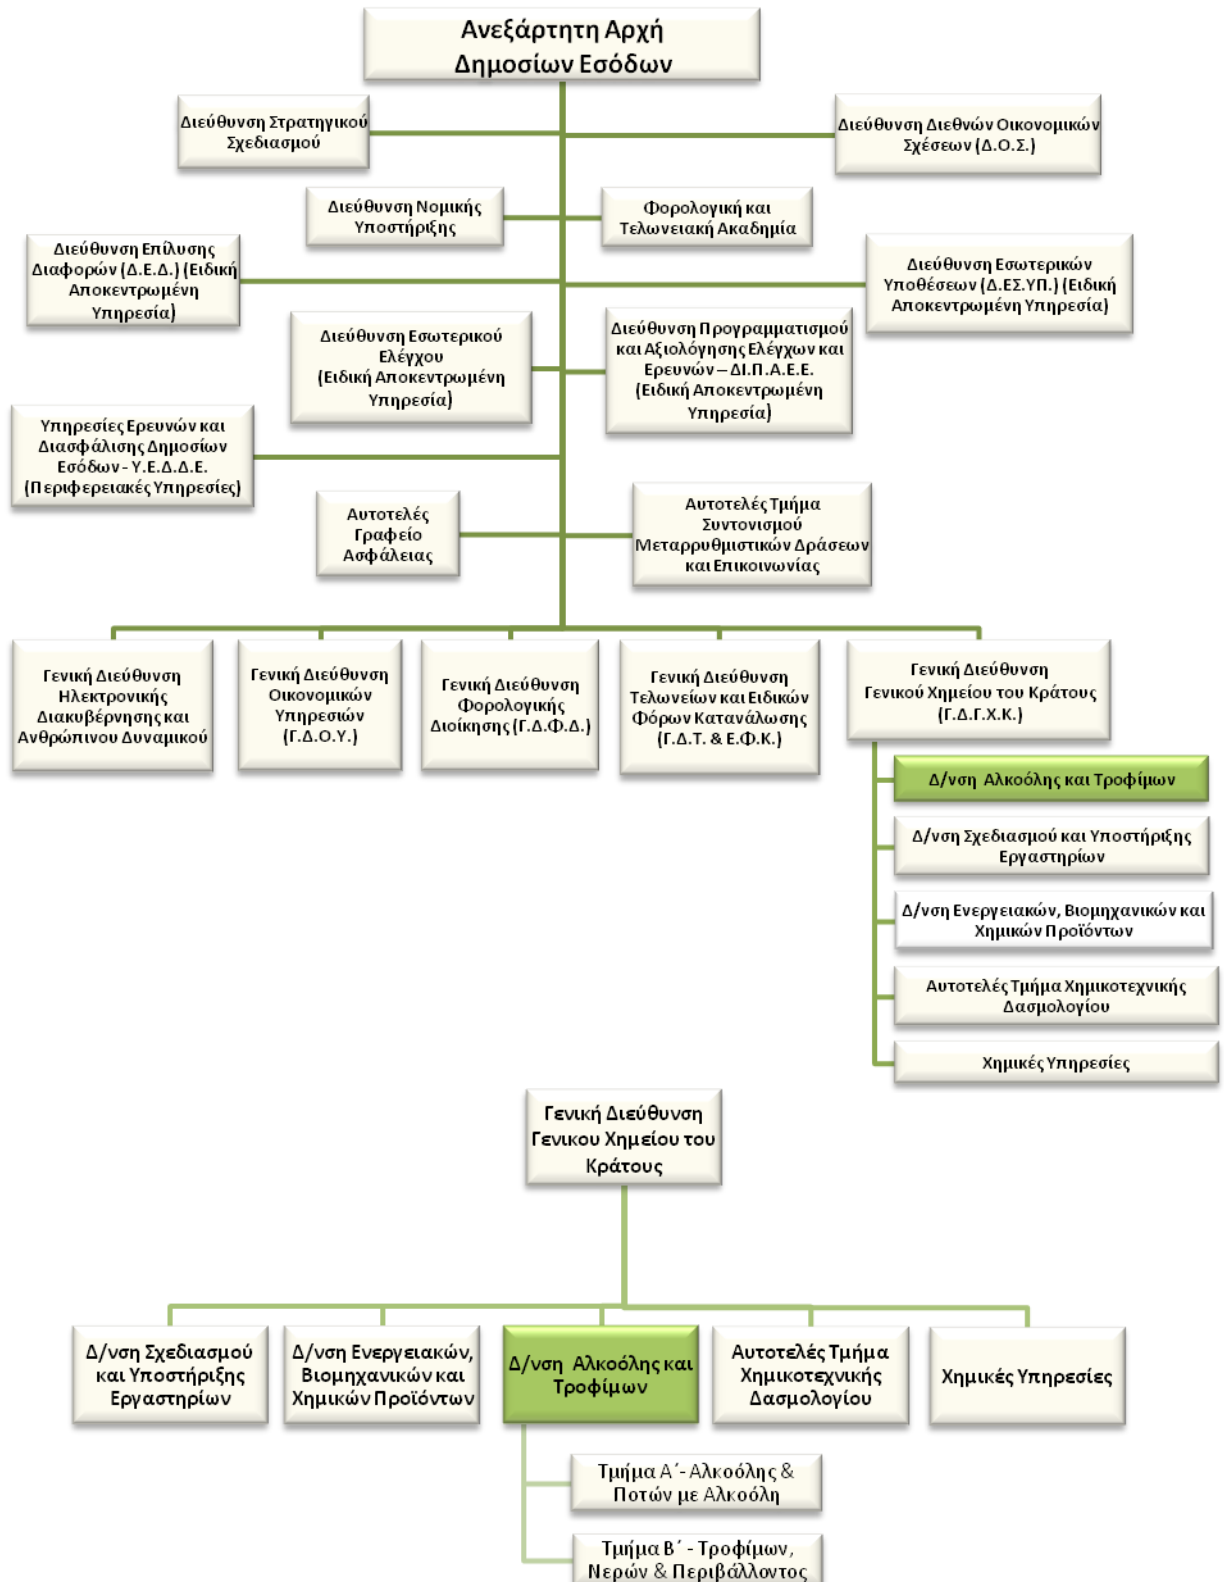 Ανεξάρτητη Αρχή
Δημοσίων Εσόδων
Διεύθυνση Στρατηγικού
Σχεδιασμού
Διεύθυνση Διεθνών Οικονομικών
Σχέσεων (Δ.Ο.Σ.)
Διεύθυνση Νομικής
Υποστήριξης
Φορολογική και
Τελωνειακή Ακαδημία
Διεύθυνση Επίλυσης
Διαφορών (Δ.Ε.Δ.) (Ειδική
Αποκεντρωμένη
Υπηρεσία)
Διεύθυνση Εσωτερικών
Υποθέσεων (Δ.ΕΣ.ΥΠ.) (Ειδική
Αποκεντρωμένη Υπηρεσία)
Διεύθυνση Εσωτερικού
Ελέγχου
(Ειδική Αποκεντρωμένη
Υπηρεσία)
Διεύθυνση Προγραμματισμού
και Αξιολόγησης Ελέγχων και
Ερευνών – ΔΙ.Π.Α.Ε.Ε.
(Ειδική Αποκεντρωμένη
Υπηρεσία)
Υπηρεσίες Ερευνών και
Διασφάλισης Δημοσίων
Εσόδων - Υ.Ε.Δ.Δ.Ε.
(Περιφερειακές Υπηρεσίες)
Αυτοτελές
Γραφείο
Ασφάλειας
Αυτοτελές Τμήμα
Συντονισμού
Μεταρρυθμιστικών Δράσεων
και Επικοινωνίας
Γενική Διεύθυνση
Ηλεκτρονικής
Διακυβέρνησης και
Ανθρώπινου Δυναμικού
Γενική Διεύθυνση
Οικονομικών
Υπηρεσιών
(Γ.Δ.Ο.Υ.)
Γενική Διεύθυνση
Φορολογικής
Διοίκησης (Γ.Δ.Φ.Δ.)
Γενική Διεύθυνση
Τελωνείων και Ειδικών
Φόρων Κατανάλωσης
(Γ.Δ.Τ. & Ε.Φ.Κ.)
Γενική Διεύθυνση
Γενικού Χημείου του Κράτους
(Γ.Δ.Γ.Χ.Κ.)
Δ/νση Αλκοόλης και Τροφίμων
Δ/νση Σχεδιασμού και Υποστήριξης
Εργαστηρίων
Δ/νση Ενεργειακών, Βιομηχανικών και
Χημικών Προϊόντων
Αυτοτελές Τμήμα Χημικοτεχνικής
Δασμολογίου
Χημικές Υπηρεσίες
Γενική Διεύθυνση
Γενικου Χημείου του
Κράτους
Δ/νση Σχεδιασμού
και Υποστήριξης
Εργαστηρίων
Δ/νση Ενεργειακών,
Βιομηχανικών και
Χημικών Προϊόντων
Δ/νση Αλκοόλης και
Τροφίμων
Αυτοτελές Τμήμα
Χημικοτεχνικής
Δασμολογίου
Χημικές Υπηρεσίες
Τμήμα Α΄- Αλκοόλης &
Ποτών με Αλκοόλη
Τμήμα Β΄ - Τροφίμων,
Νερών & Περιβάλλοντος